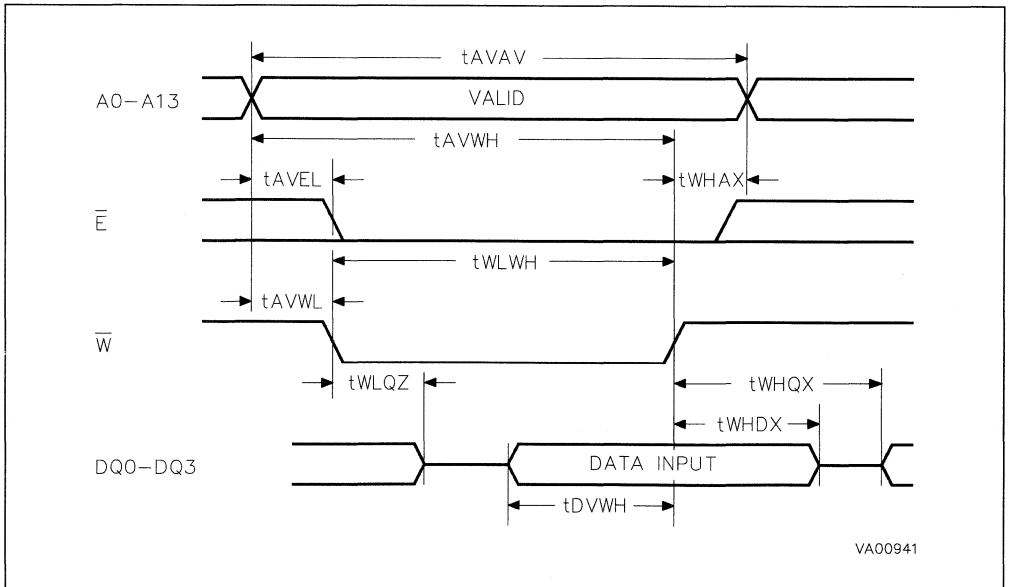 tAVAV
A0-A13
VALID
tAVWH
tAVEL
tWHAX
E̅
tWLWH
tAVWL
W̅
tWLQZ
tWHQX
tWHDX
DQ0-DQ3
DATA INPUT
tDVWH
VA00941